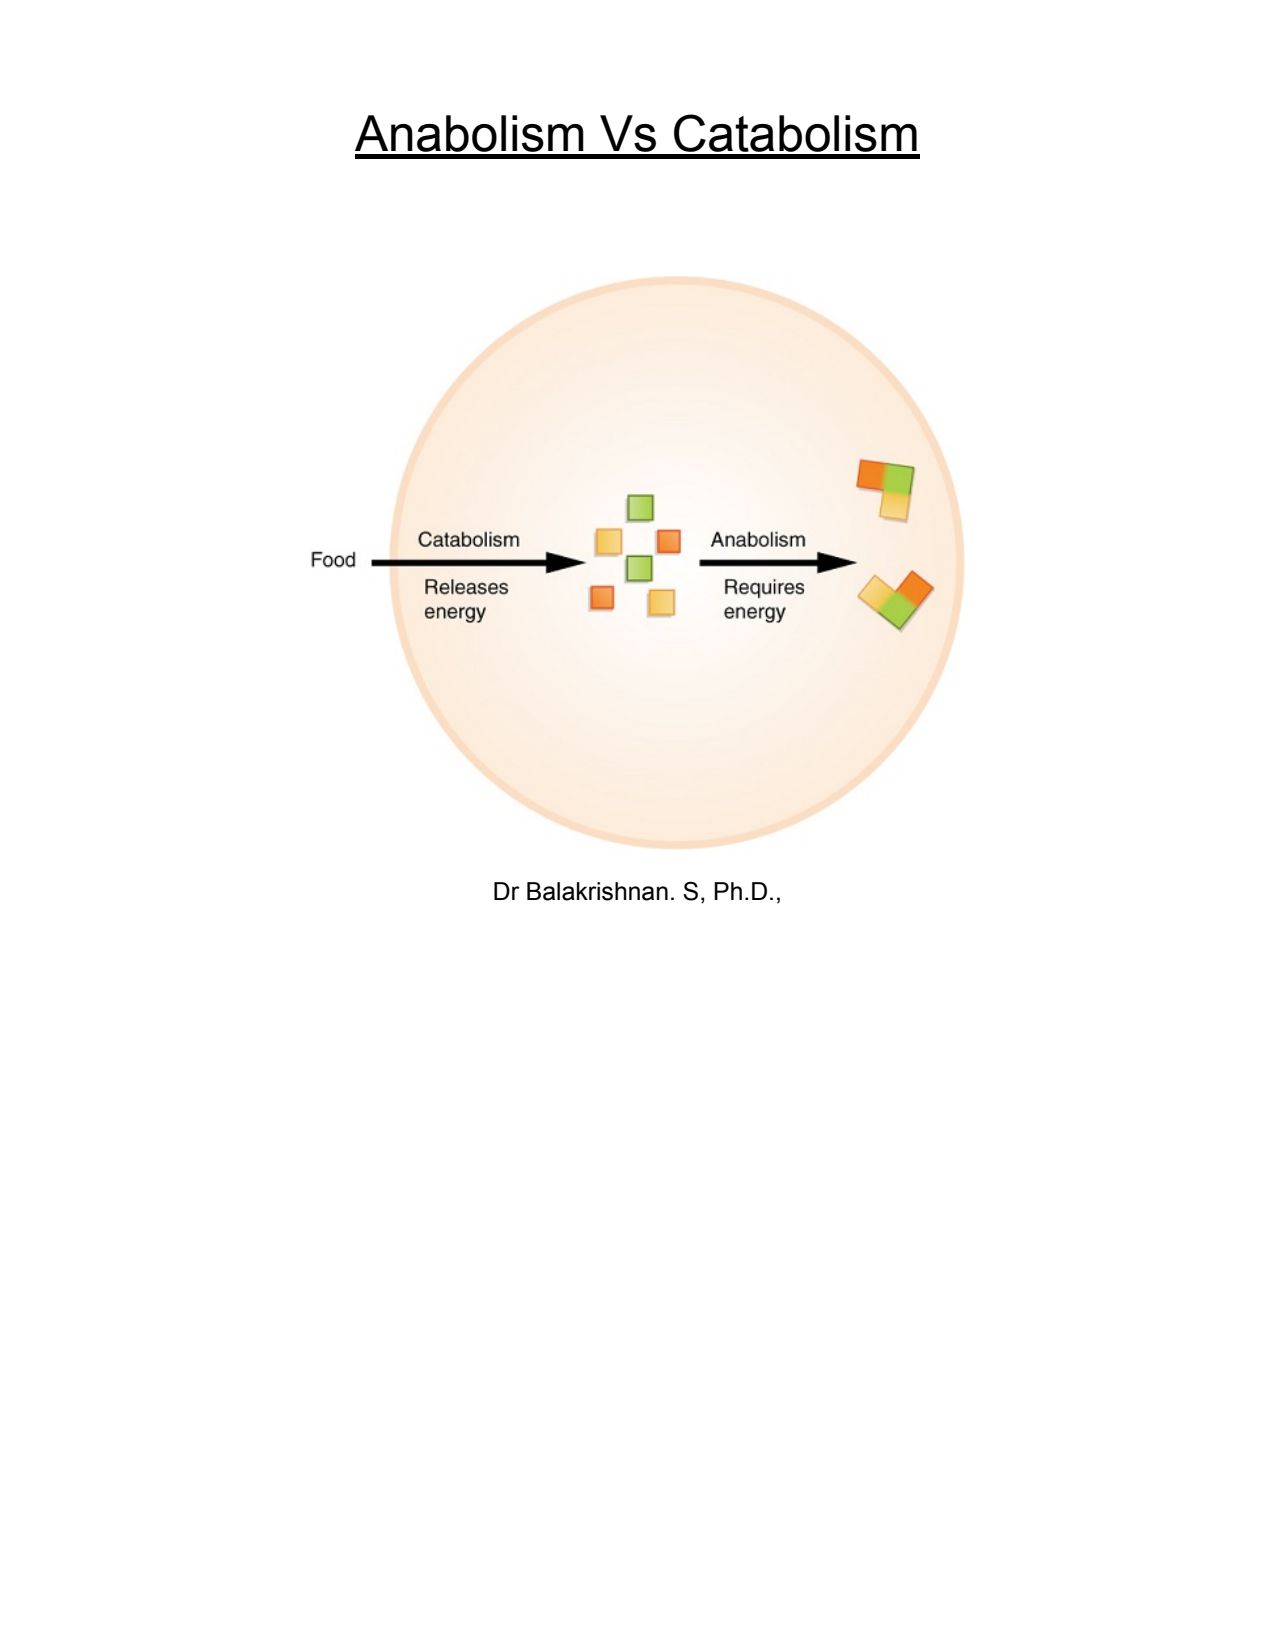 Anabolism Vs Catabolism
Food
Catabolism
Releases
energy
Anabolism
Requires
energy
Dr Balakrishnan. S, Ph.D.,